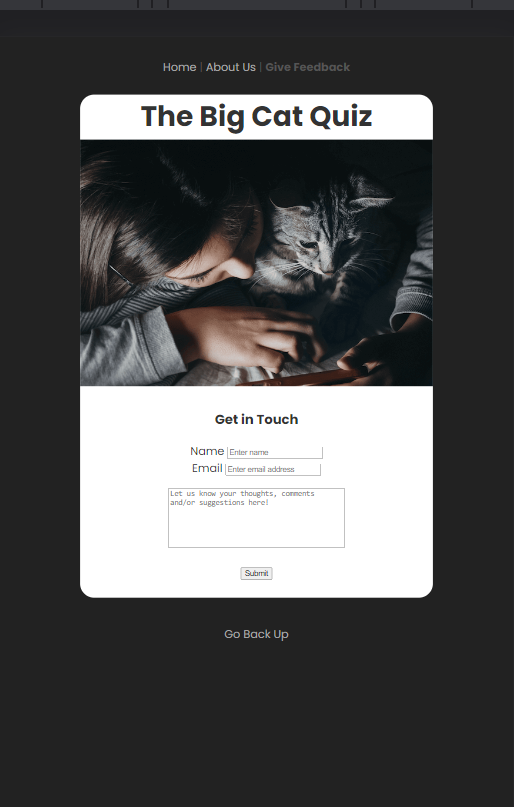 Home | About Us | Give Feedback
The Big Cat Quiz
Get in Touch
Name Enter name
Email Enter email address
Let us know your thoughts, comments
and/or suggestions here!
Submit
Go Back Up